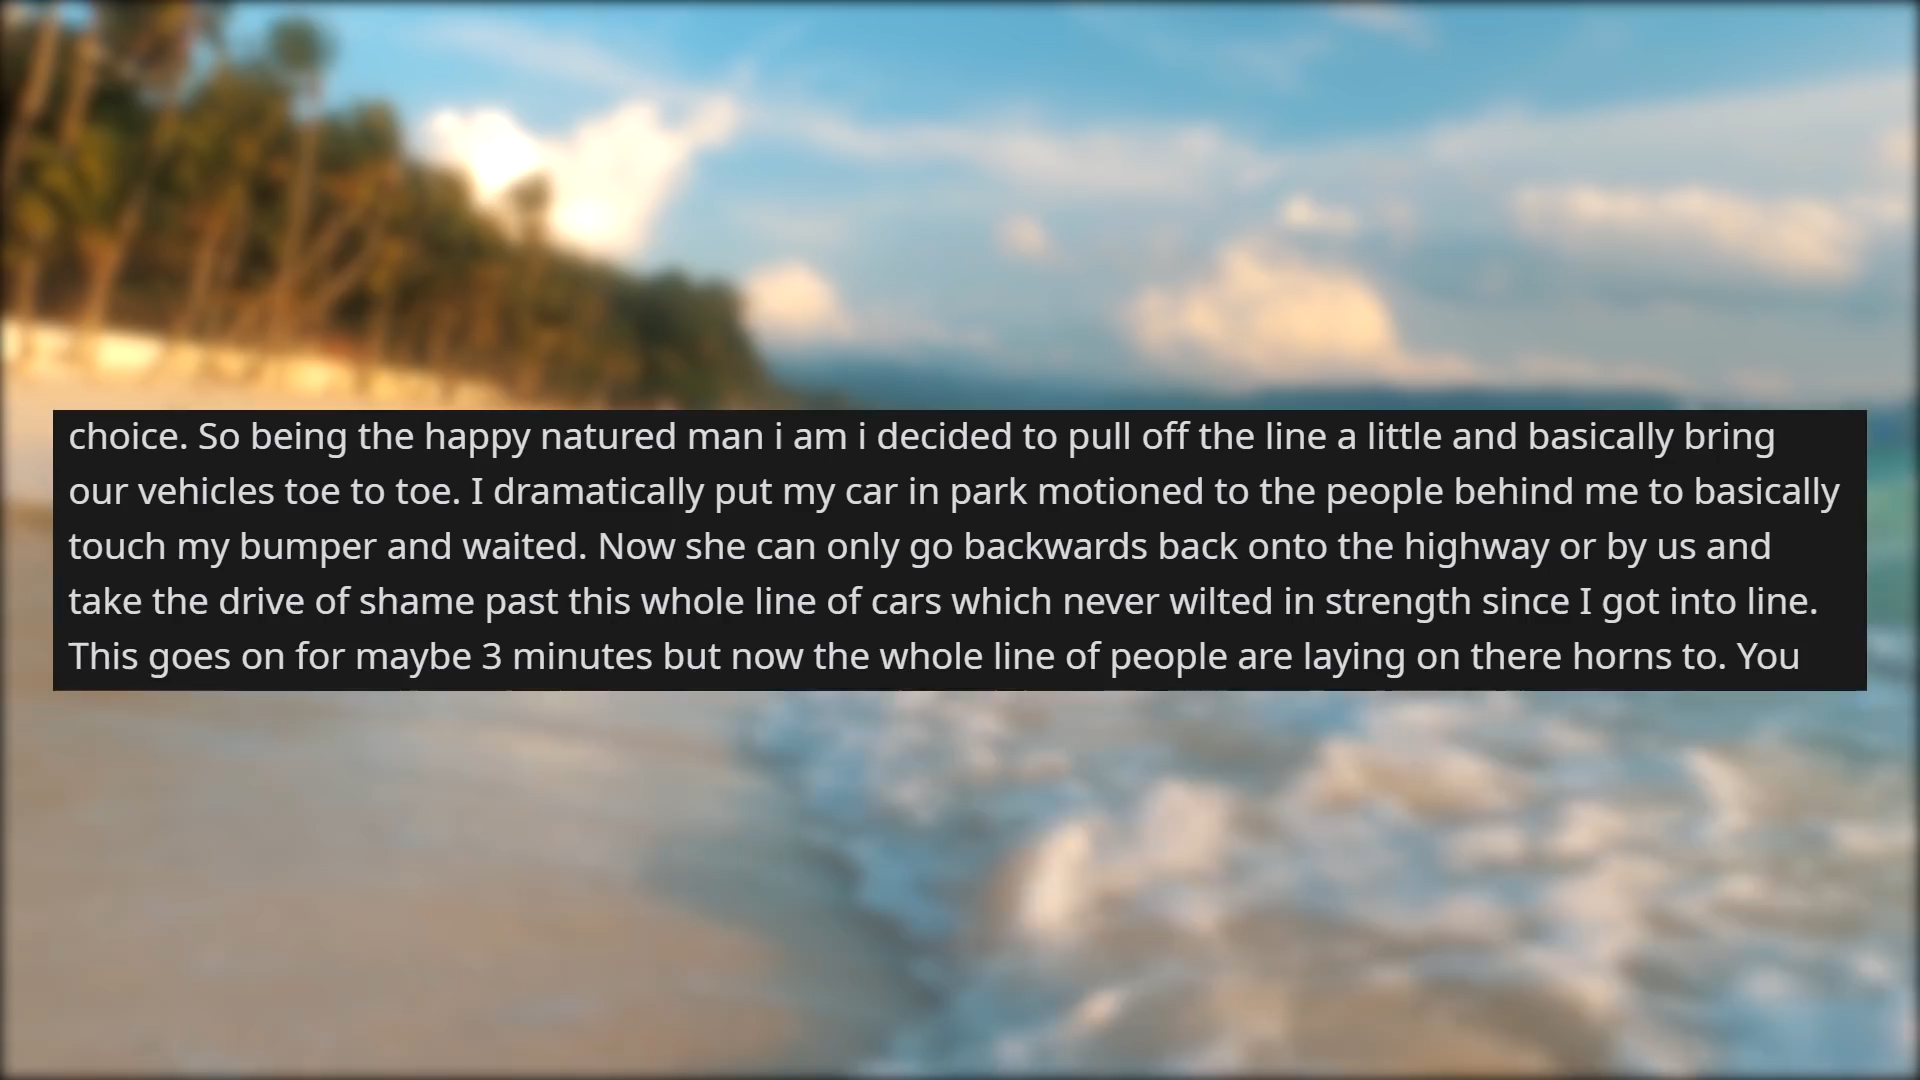 choice. So being the happy natured man i am i decided to pull off the line a little and basically bring
our vehicles toe to toe. I dramatically put my car in park motioned to the people behind me to basically
touch my bumper and waited. Now she can only go backwards back onto the highway or by us and
take the drive of shame past this whole line of cars which never wilted in strength since I got into line.
This goes on for maybe 3 minutes but now the whole line of people are laying on there horns to. You